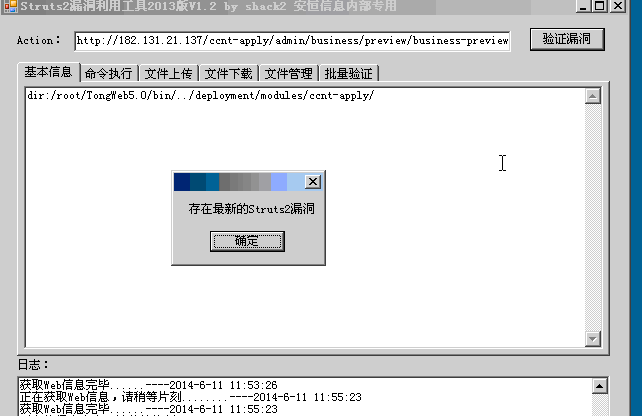 Struts2漏洞利用工具2013版V1.2 by shack2 安恒信息内部专用
Action： http://182.131.21.137/ccnt-apply/admin/business/preview/business-preview 验证漏洞
基本信息 命令执行 文件上传 文件下载 文件管理 批量验证
dir:/root/TongWeb5.0/bin/../deployment/modules/ccnt-apply/
存在最新的Struts2漏洞
确定
日志：
获取Web信息完毕......----2014-6-11 11:53:26
正在获取Web信息，请稍等片刻........----2014-6-11 11:55:23
获取Web信息完毕......----2014-6-11 11:55:23